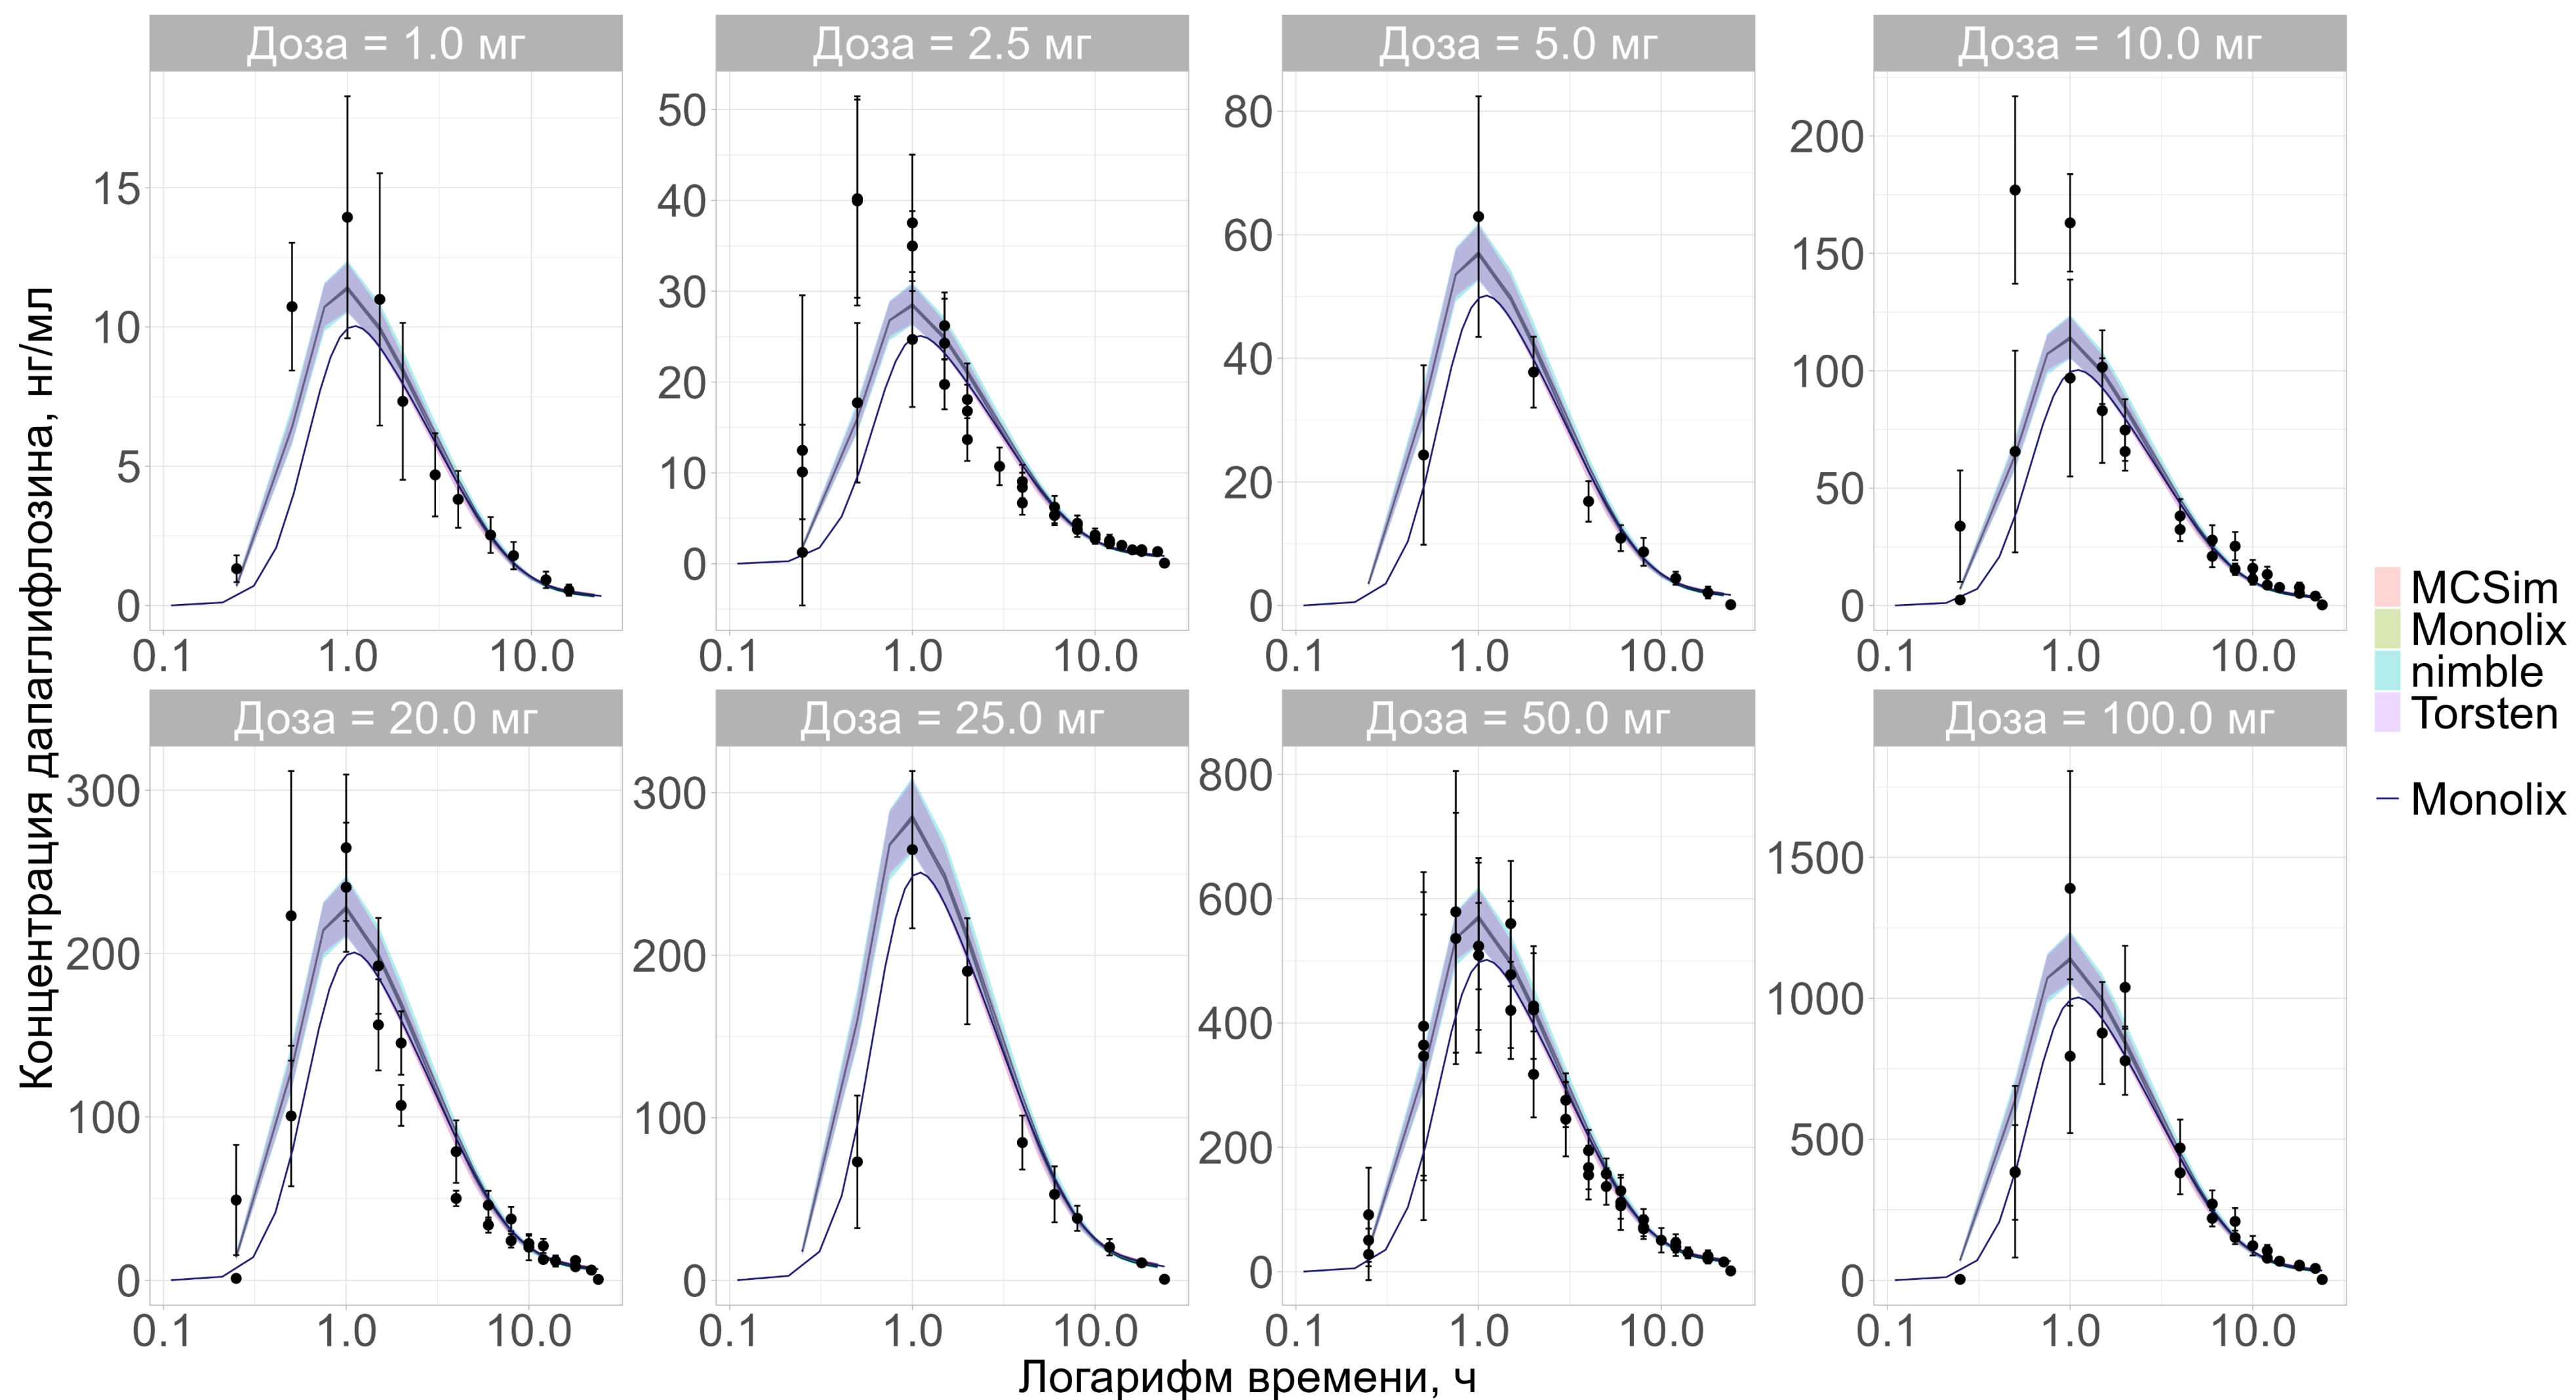 Доза = 1.0 мг
Доза = 2.5 мг
Доза = 5.0 мг
Доза = 10.0 мг
15
10
5
0
0.1 1.0 10.0
50
40
30
20
10
0
0.1 1.0 10.0
80
60
40
20
0
0.1 1.0 10.0
200
150
100
50
0
0.1 1.0 10.0
Концентрация дапаглифлозина, нг/мл
Доза = 20.0 мг
Доза = 25.0 мг
Доза = 50.0 мг
Доза = 100.0 мг
300
200
100
0
0.1 1.0 10.0
300
200
100
0
0.1 1.0 10.0
800
600
400
200
0
0.1 1.0 10.0
1500
1000
500
0
0.1 1.0 10.0
Логарифм времени, ч
MCSim
Monolix
nimble
Torsten
Monolix